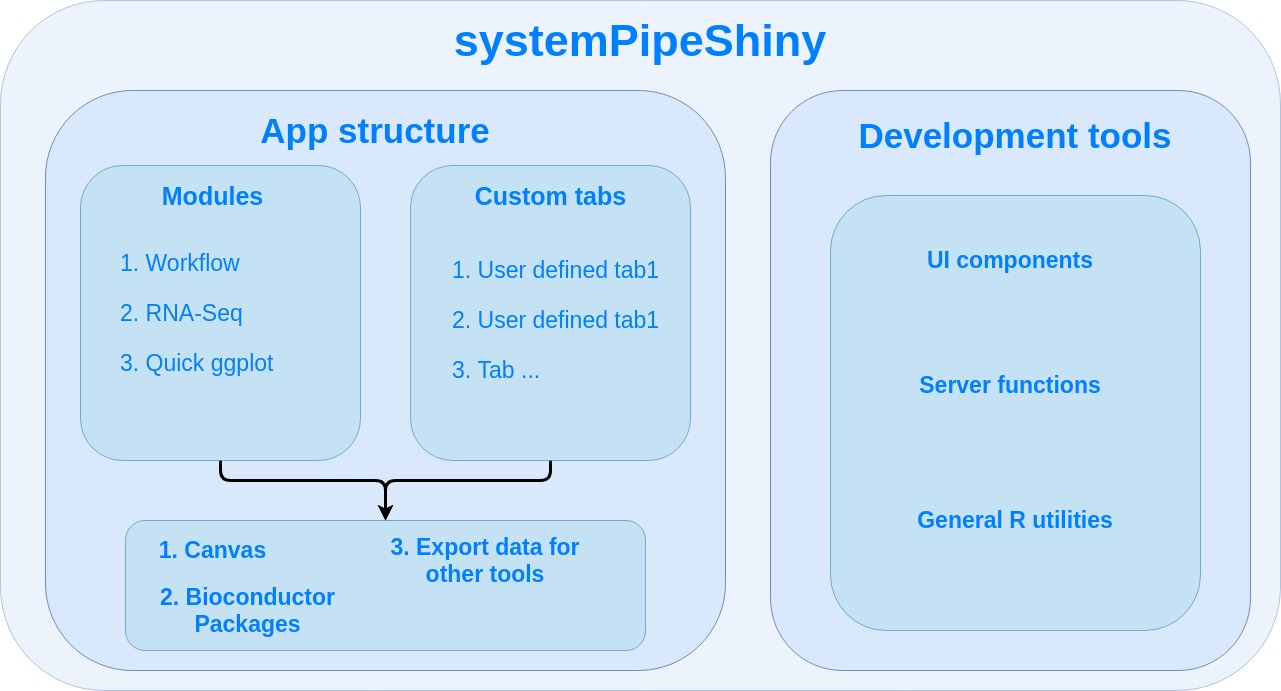 systemPipeShiny
App structure
Modules
1. Workflow
2. RNA-Seq
3. Quick ggplot
Custom tabs
1. User defined tab1
2. User defined tab1
3. Tab ...
1. Canvas
2. Bioconductor
Packages
3. Export data for
other tools
Development tools
UI components
Server functions
General R utilities